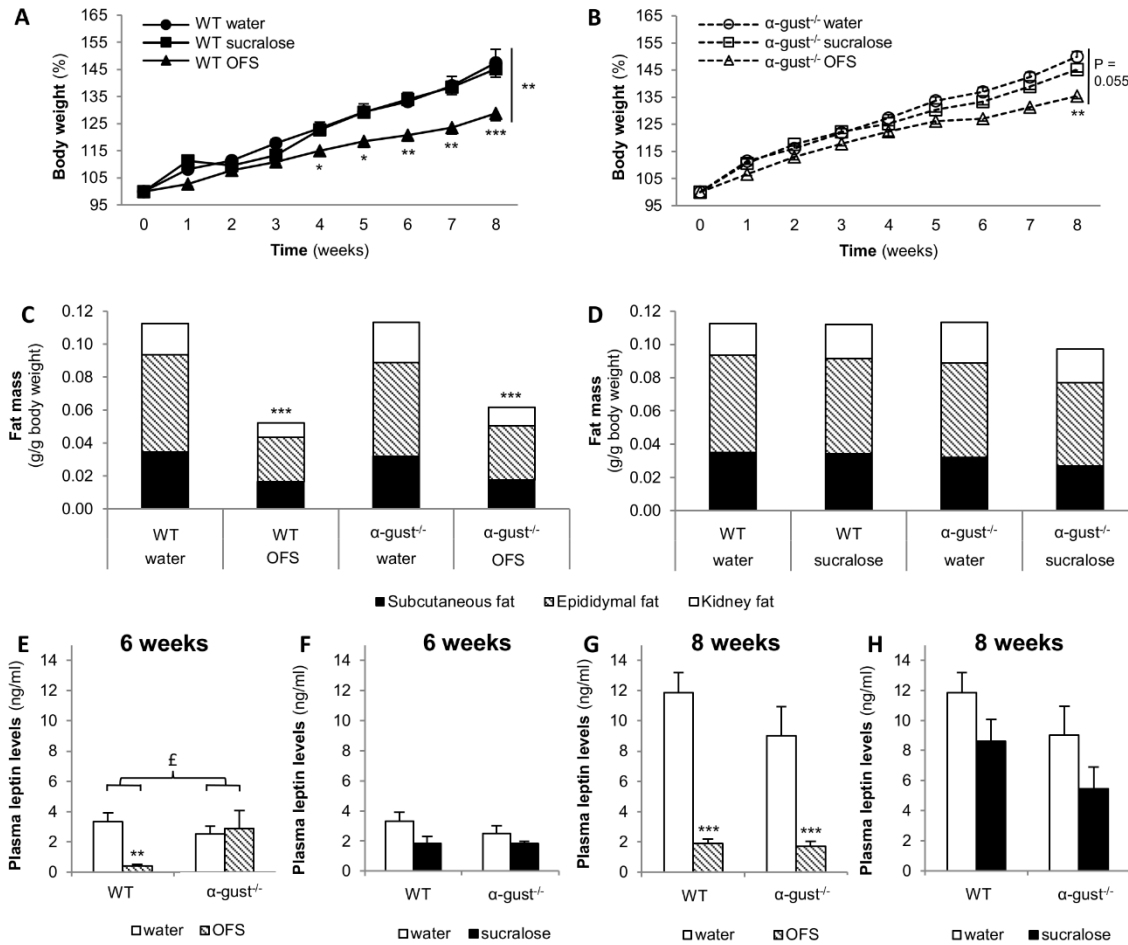 A
Body weight (%)
165
155
145
135
125
115
105
95
WT water
WT sucralose
WT OFS
**
* * ** ** ***
0 1 2 3 4 5 6 7 8
Time (weeks)
B
Body weight (%)
165
155
145
135
125
115
105
95
α-gust-/- water
α-gust-/- sucralose
α-gust-/- OFS
P =
0.055
**
0 1 2 3 4 5 6 7 8
Time (weeks)
C
Fat mass
(g/g body weight)
0.12
0.10
0.08
0.06
0.04
0.02
0.00
*** ***
WT WT α-gust-/- α-gust-/-
water OFS water OFS
D
Fat mass
(g/g body weight)
0.12
0.10
0.08
0.06
0.04
0.02
0.00
WT WT α-gust-/- α-gust-/-
water sucralose water sucralose
Subcutaneous fat Epididymal fat Kidney fat
E 6 weeks
Plasma leptin levels (ng/ml)
14
12
10
8
6
4
2
0
£
**
WT α-gust-/-
water OFS
F 6 weeks
Plasma leptin levels (ng/ml)
14
12
10
8
6
4
2
0
WT α-gust-/-
water sucralose
G 8 weeks
Plasma leptin levels (ng/ml)
14
12
10
8
6
4
2
0
*** ***
WT α-gust-/-
water OFS
H 8 weeks
Plasma leptin levels (ng/ml)
14
12
10
8
6
4
2
0
WT α-gust-/-
water sucralose